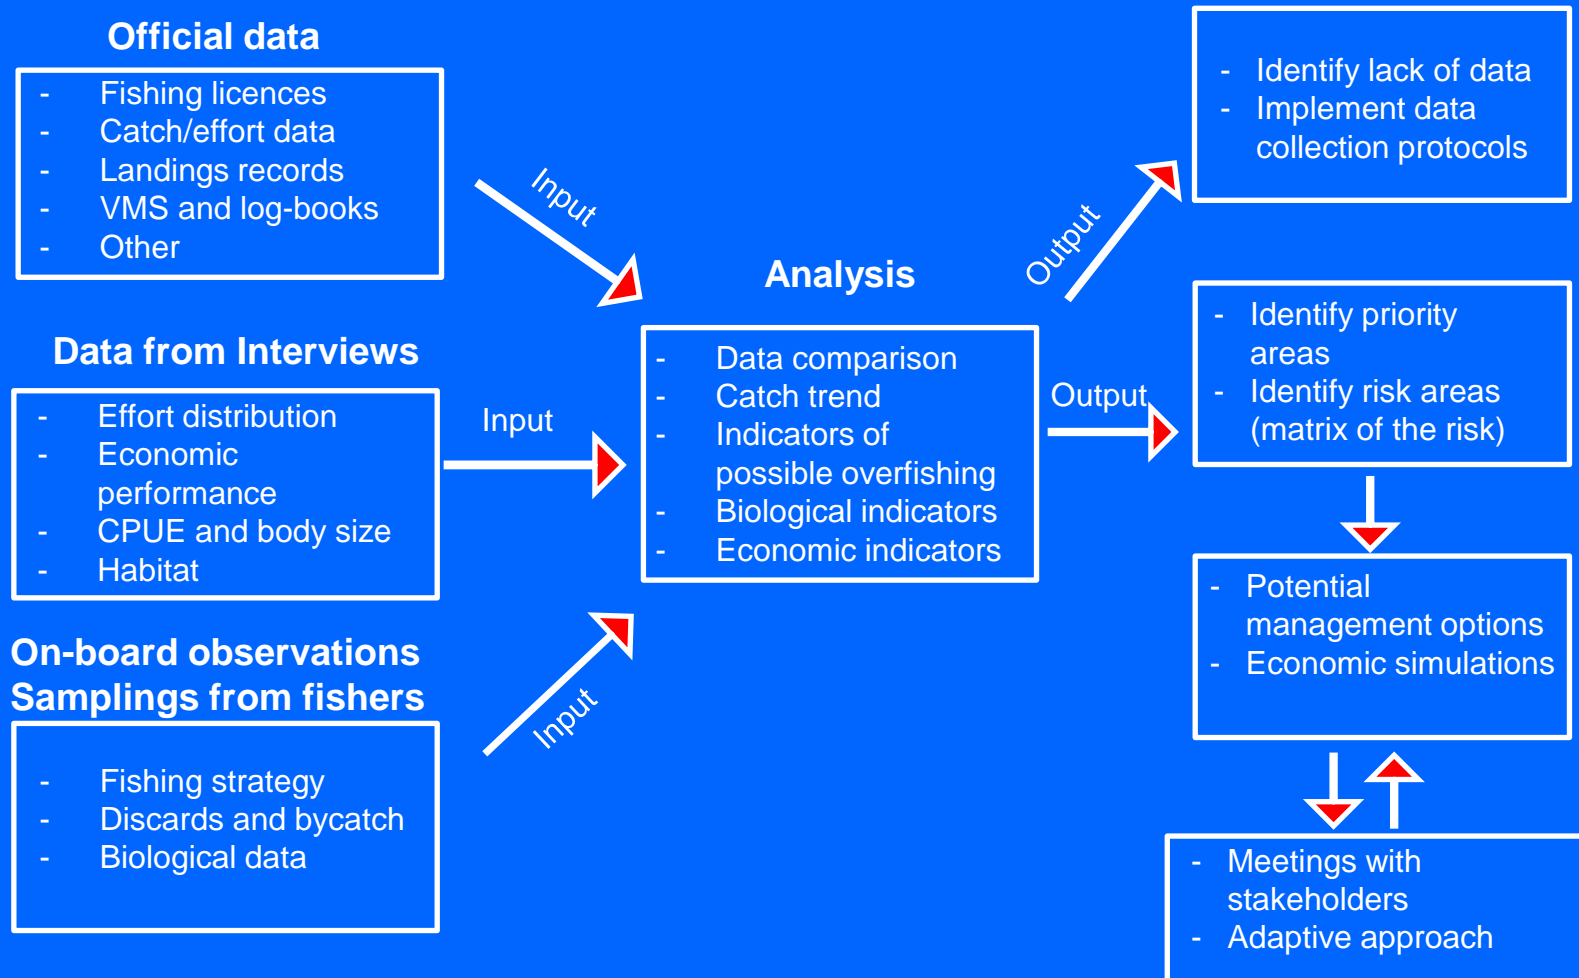 Official data
- Fishing licences
- Catch/effort data
- Landings records
- VMS and log-books
- Other
Input
Data from Interviews
- Effort distribution
- Economic
performance
- CPUE and body size
- Habitat
Input
On-board observations
Samplings from fishers
- Fishing strategy
- Discards and bycatch
- Biological data
Input
Analysis
- Data comparison
- Catch trend
- Indicators of
possible overfishing
- Biological indicators
- Economic indicators
Output
- Identify lack of data
- Implement data
collection protocols
Output
- Identify priority
areas
- Identify risk areas
(matrix of the risk)
- Potential
management options
- Economic simulations
- Meetings with
stakeholders
- Adaptive approach